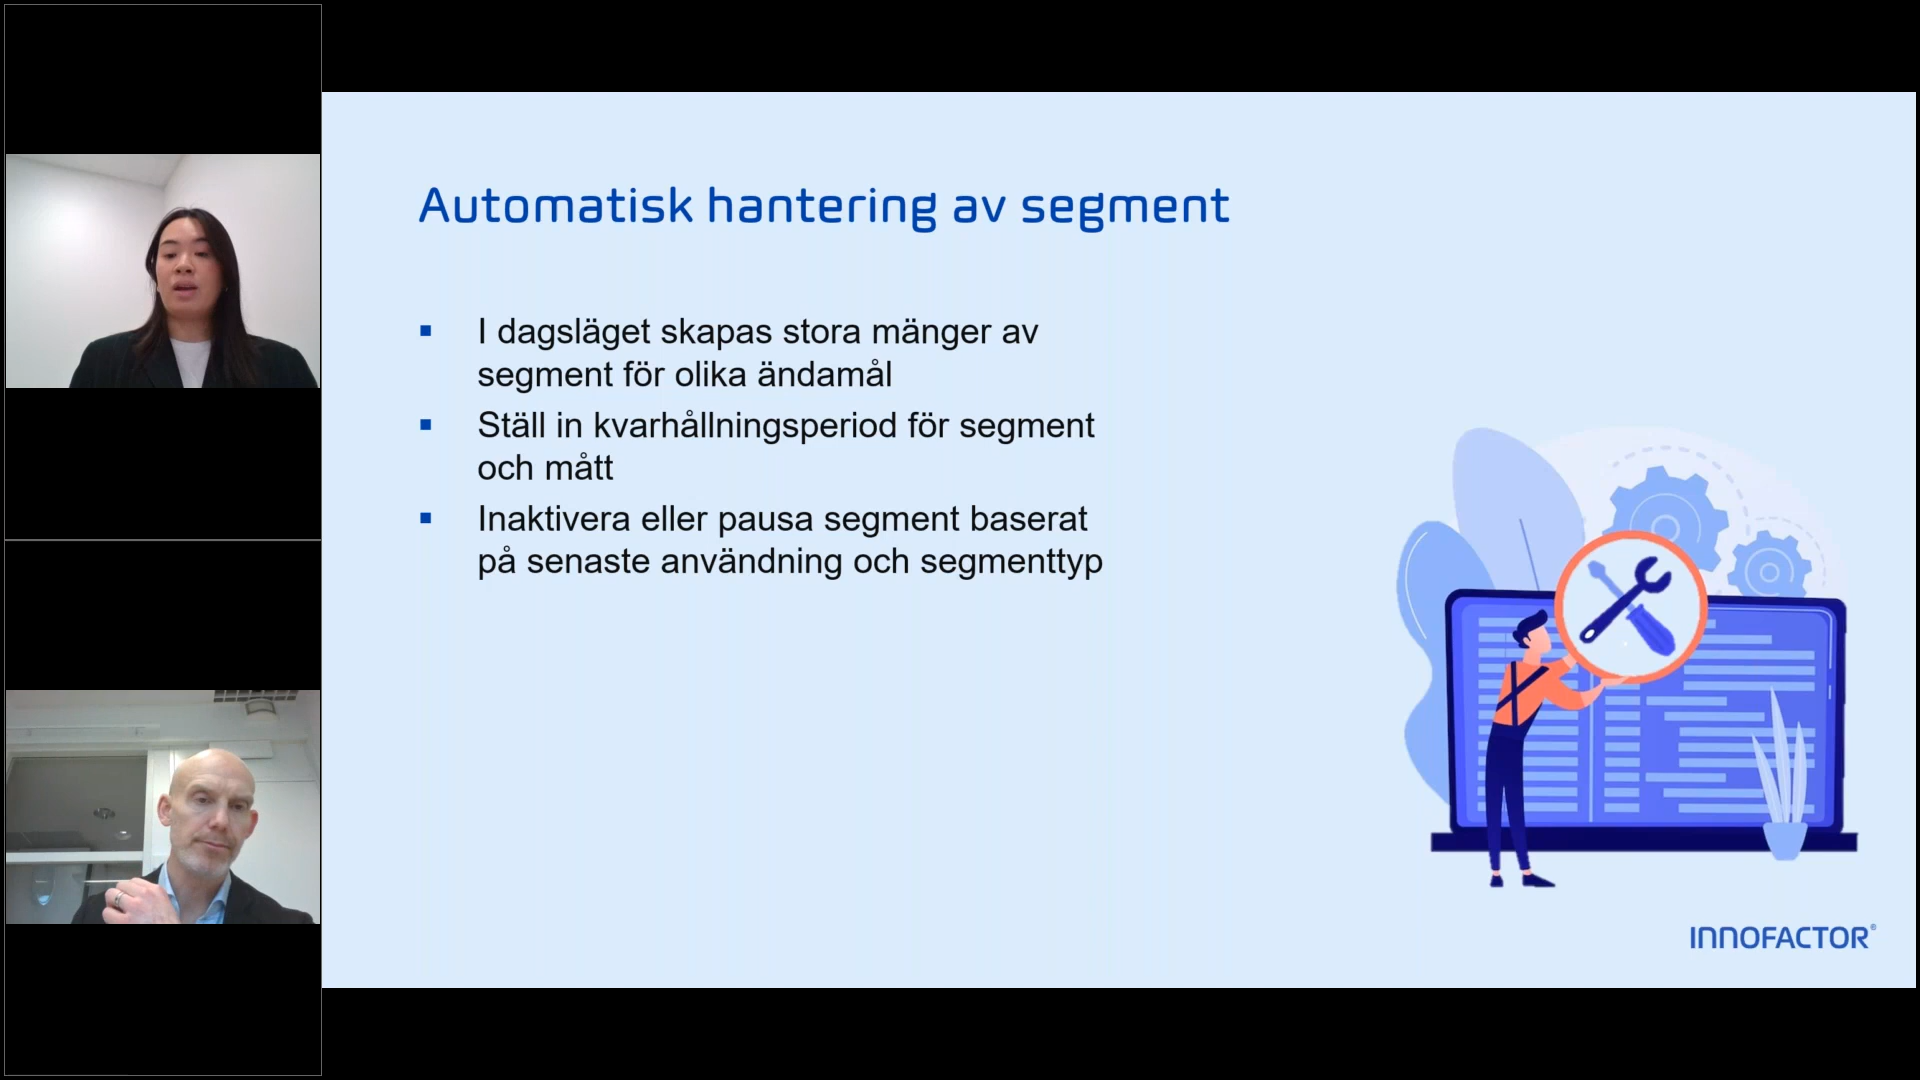 Automatisk hantering av segment
I dagsläget skapas stora mänger av
segment för olika ändamål
Ställ in kvarhållningsperiod för segment
och mått
Inaktivera eller pausa segment baserat
på senaste användning och segmenttyp
INNOFACTOR®